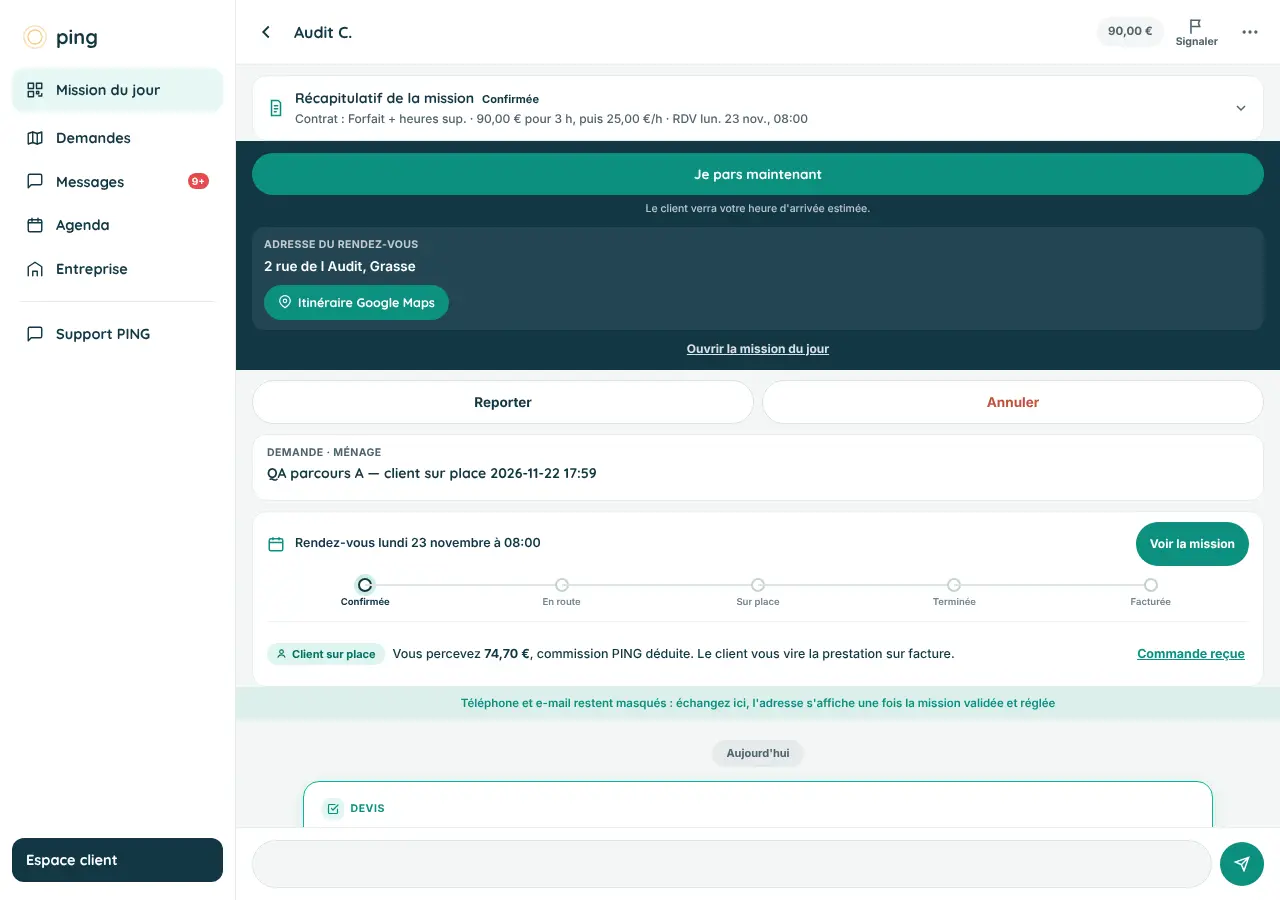 ping
Audit C.
90,00 €
Signaler
Mission du jour
Demandes
Messages
9+
Agenda
Entreprise
Support PING
Espace client
Récapitulatif de la mission Confirmée
Contrat : Forfait + heures sup. · 90,00 € pour 3 h, puis 25,00 €/h · RDV lun. 23 nov., 08:00
Je pars maintenant
Le client verra votre heure d'arrivée estimée.
ADRESSE DU RENDEZ-VOUS
2 rue de l Audit, Grasse
Itinéraire Google Maps
Ouvrir la mission du jour
Reporter
Annuler
DEMANDE · MÉNAGE
QA parcours A — client sur place 2026-11-22 17:59
Rendez-vous lundi 23 novembre à 08:00
Voir la mission
Confirmée
En route
Sur place
Terminée
Facturée
Client sur place
Vous percevez 74,70 €, commission PING déduite. Le client vous vire la prestation sur facture.
Commande reçue
Téléphone et e-mail restent masqués : échangez ici, l'adresse s'affiche une fois la mission validée et réglée
Aujourd'hui
DEVIS